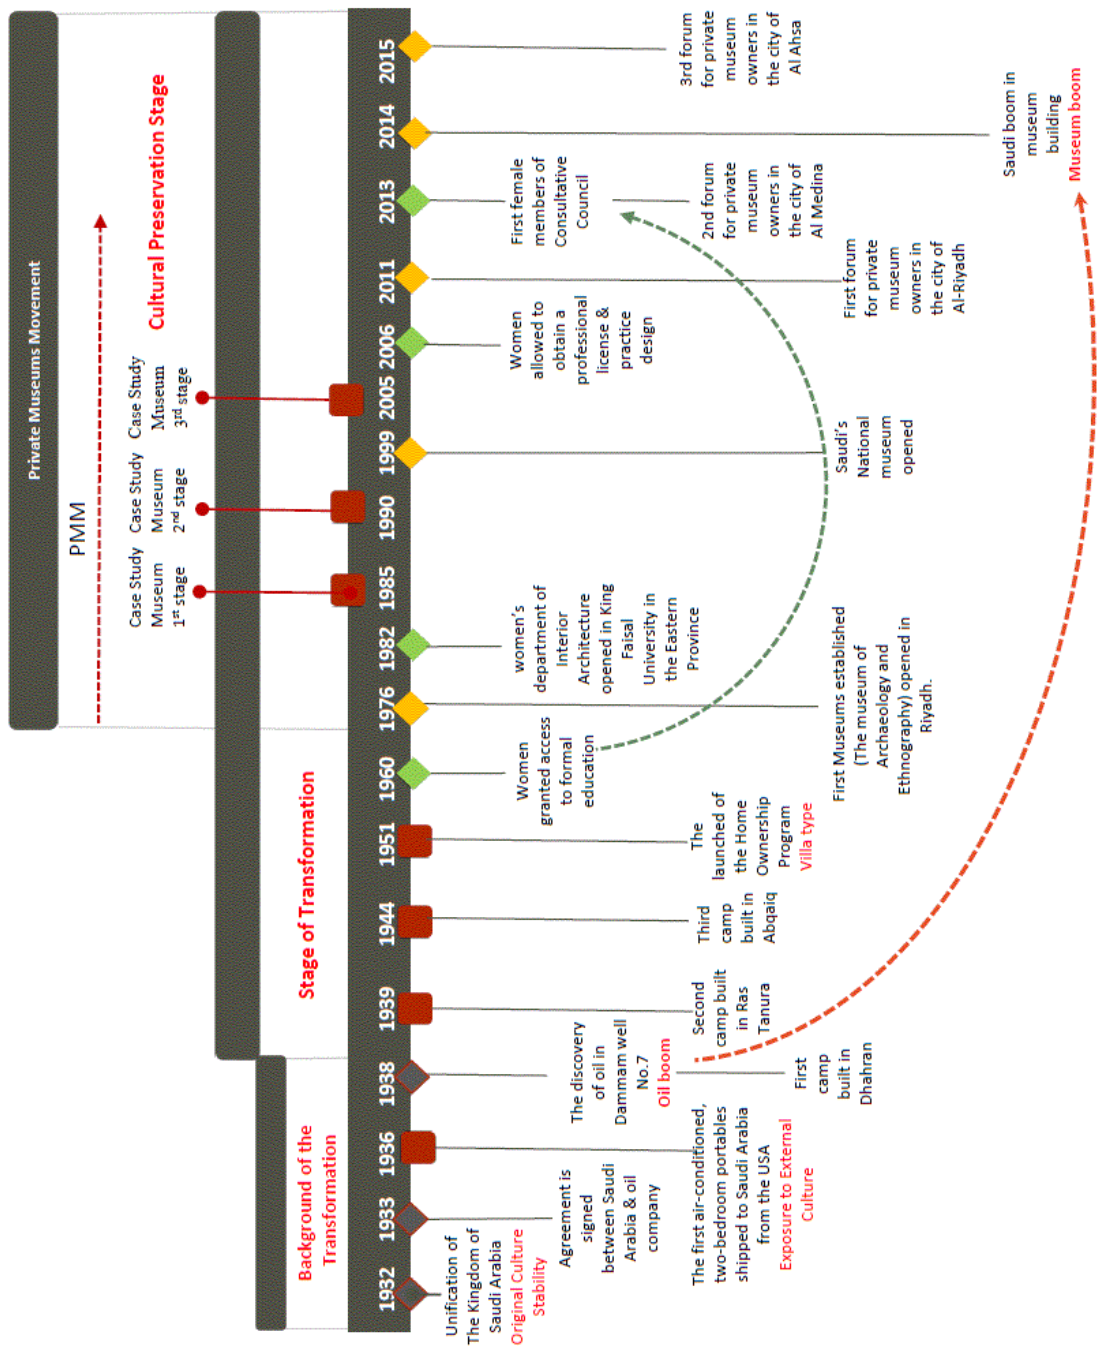 Private Museums Movement
PMM
Cultural Preservation Stage
Case Study
Museum
1st stage
Case Study
Museum
2nd stage
Case Study
Museum
3rd stage
Stage of Transformation
Background of the
Transformation
1932
1933
1936
1938
1939
1944
1951
1960
1976
1982
1985
1990
1999
2005
2006
2011
2013
2014
2015
Unification of
The Kingdom of
Saudi Arabia
Original Culture
Stability
Agreement is
signed
between Saudi
Arabia & oil
company
The first air-conditioned,
two-bedroom portables
shipped to Saudi Arabia
from the USA
Exposure to External
Culture
The discovery
of oil in
Dammam well
No.7
Oil boom
First
camp
built in
Dhahran
Second
camp built
in Ras
Tanura
Third
camp
built in
Abqaiq
The
launched of
the Home
Ownership
Program
Villa type
Women
granted access
to formal
education
First Museums established
(The museum of
Archaeology and
Ethnography) opened in
Riyadh.
women's
department of
Interior
Architecture
opened in King
Faisal
University in
the Eastern
Province
Saudi's
National
museum
opened
Women
allowed to
obtain a
professional
license &
practice
design
First forum
for private
museum
owners in
the city of
Al-Riyadh
First female
members of
Consultative
Council
2nd forum
for private
museum
owners in
the city of
Al Medina
Saudi boom in
museum
building
Museum boom
3rd forum
for private
museum
owners in
the city of
Al Ahsa